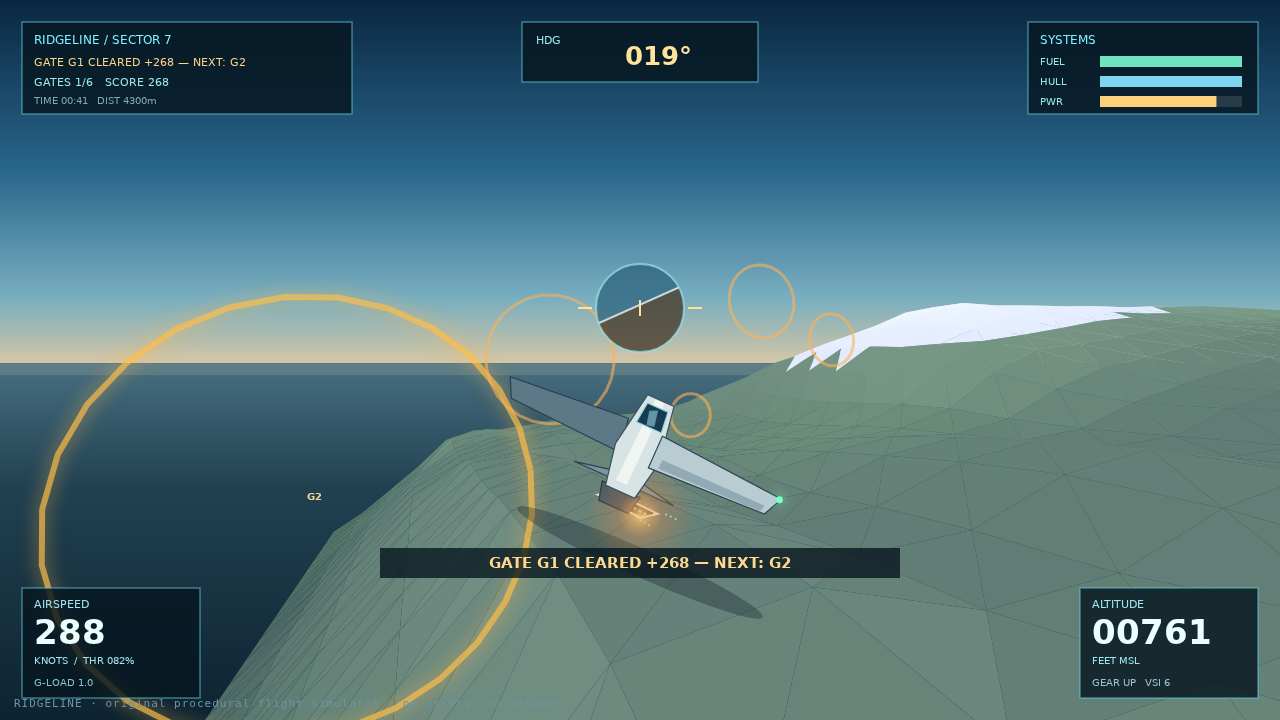 RIDGELINE / SECTOR 7
GATE G1 CLEARED +268 — NEXT: G2
GATES 1/6 SCORE 268
TIME 00:41 DIST 4300m
HDG
019°
SYSTEMS
FUEL
HULL
PWR
G2
GATE G1 CLEARED +268 — NEXT: G2
AIRSPEED
288
KNOTS / THR 082%
G-LOAD 1.0
ALTITUDE
00761
FEET MSL
GEAR UP VSI 6
RIDGELINE · original procedural flight simulator